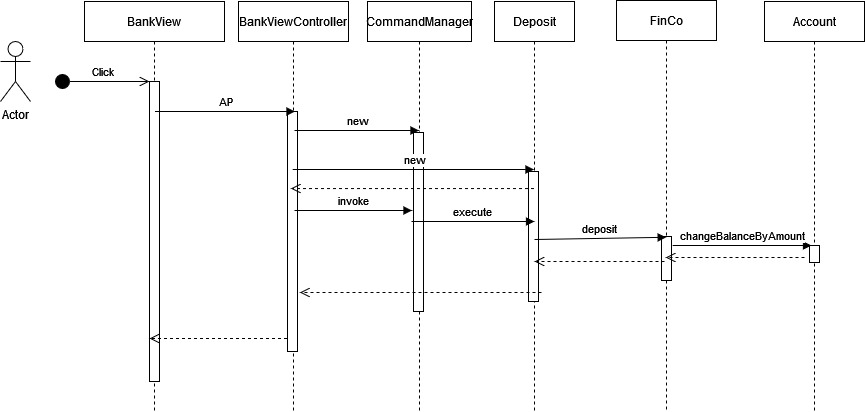 BankView
BankViewController
CommandManager
Deposit
FinCo
Account
Actor
Click
AP
new
new
invoke
execute
deposit
changeBalanceByAmount